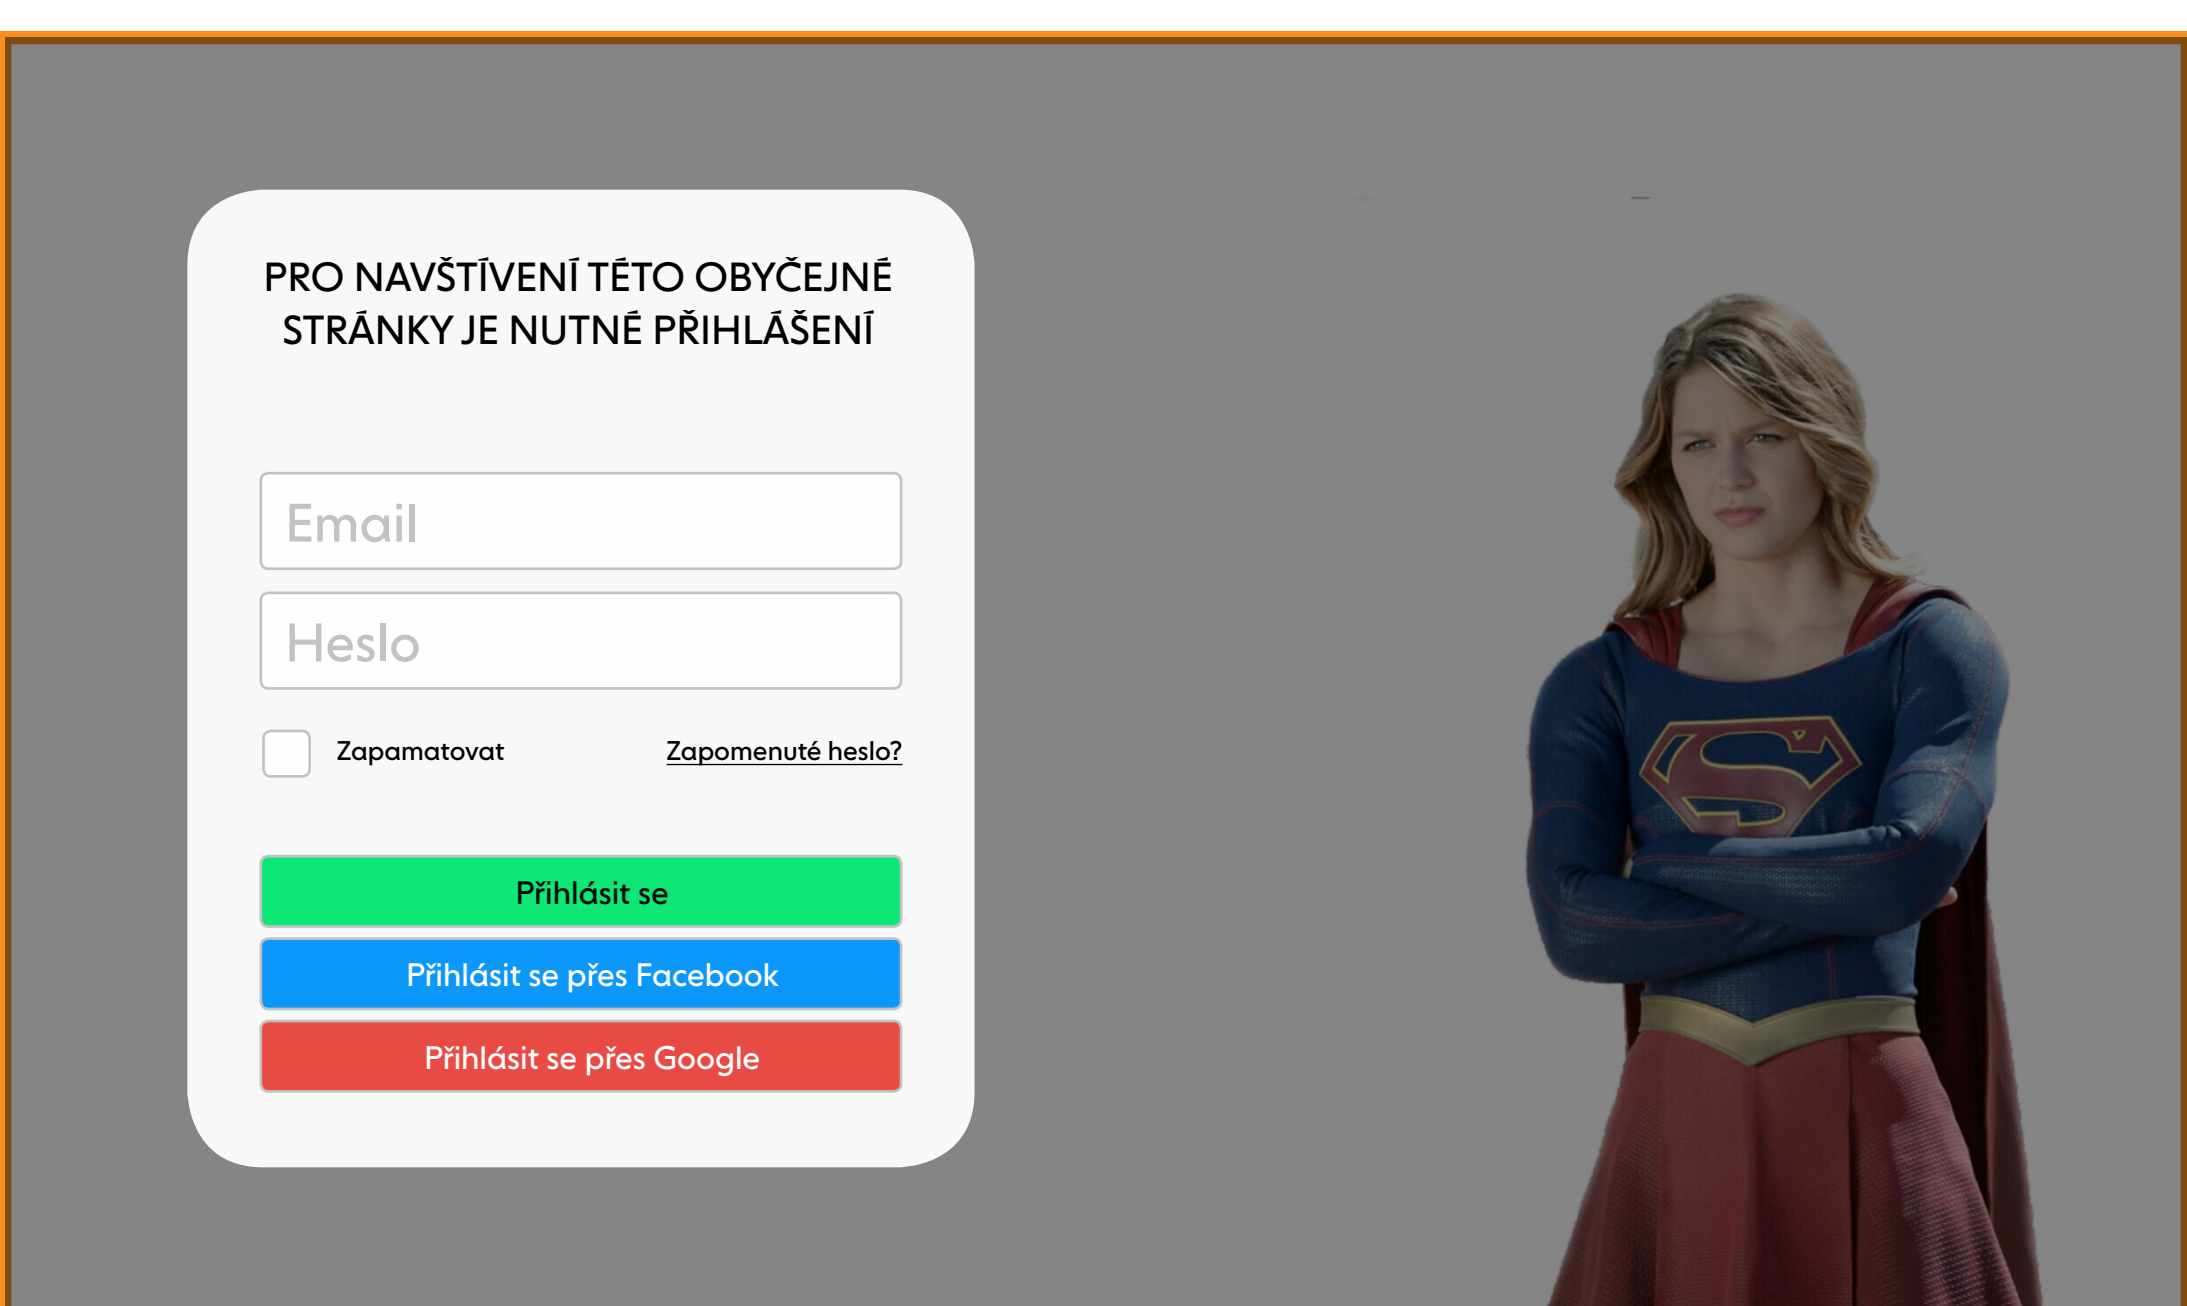 PRO NAVŠTÍVENÍ TÉTO OBYČEJNÉ
STRÁNKY JE NUTNÉ PŘIHLÁŠENÍ
Email
Heslo
Zapamatovat
Zapomenuté heslo?
Přihlásit se
Přihlásit se přes Facebook
Přihlásit se přes Google
S